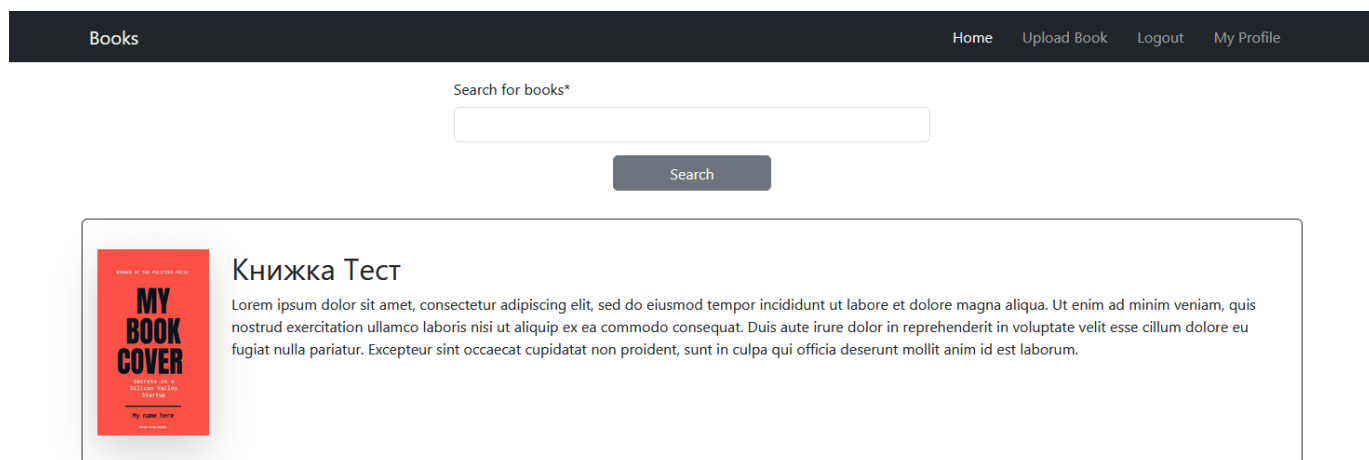 Books
Home Upload Book Logout My Profile
Search for books*
Search
WINNER OF THE PULITZER PRIZE
MY
BOOK
COVER
Secrets in a
Silicon Valley
Startup
My name here
Книжка Тест
Lorem ipsum dolor sit amet, consectetur adipiscing elit, sed do eiusmod tempor incididunt ut labore et dolore magna aliqua. Ut enim ad minim veniam, quis
nostrud exercitation ullamco laboris nisi ut aliquip ex ea commodo consequat. Duis aute irure dolor in reprehenderit in voluptate velit esse cillum dolore eu
fugiat nulla pariatur. Excepteur sint occaecat cupidatat non proident, sunt in culpa qui officia deserunt mollit anim id est laborum.